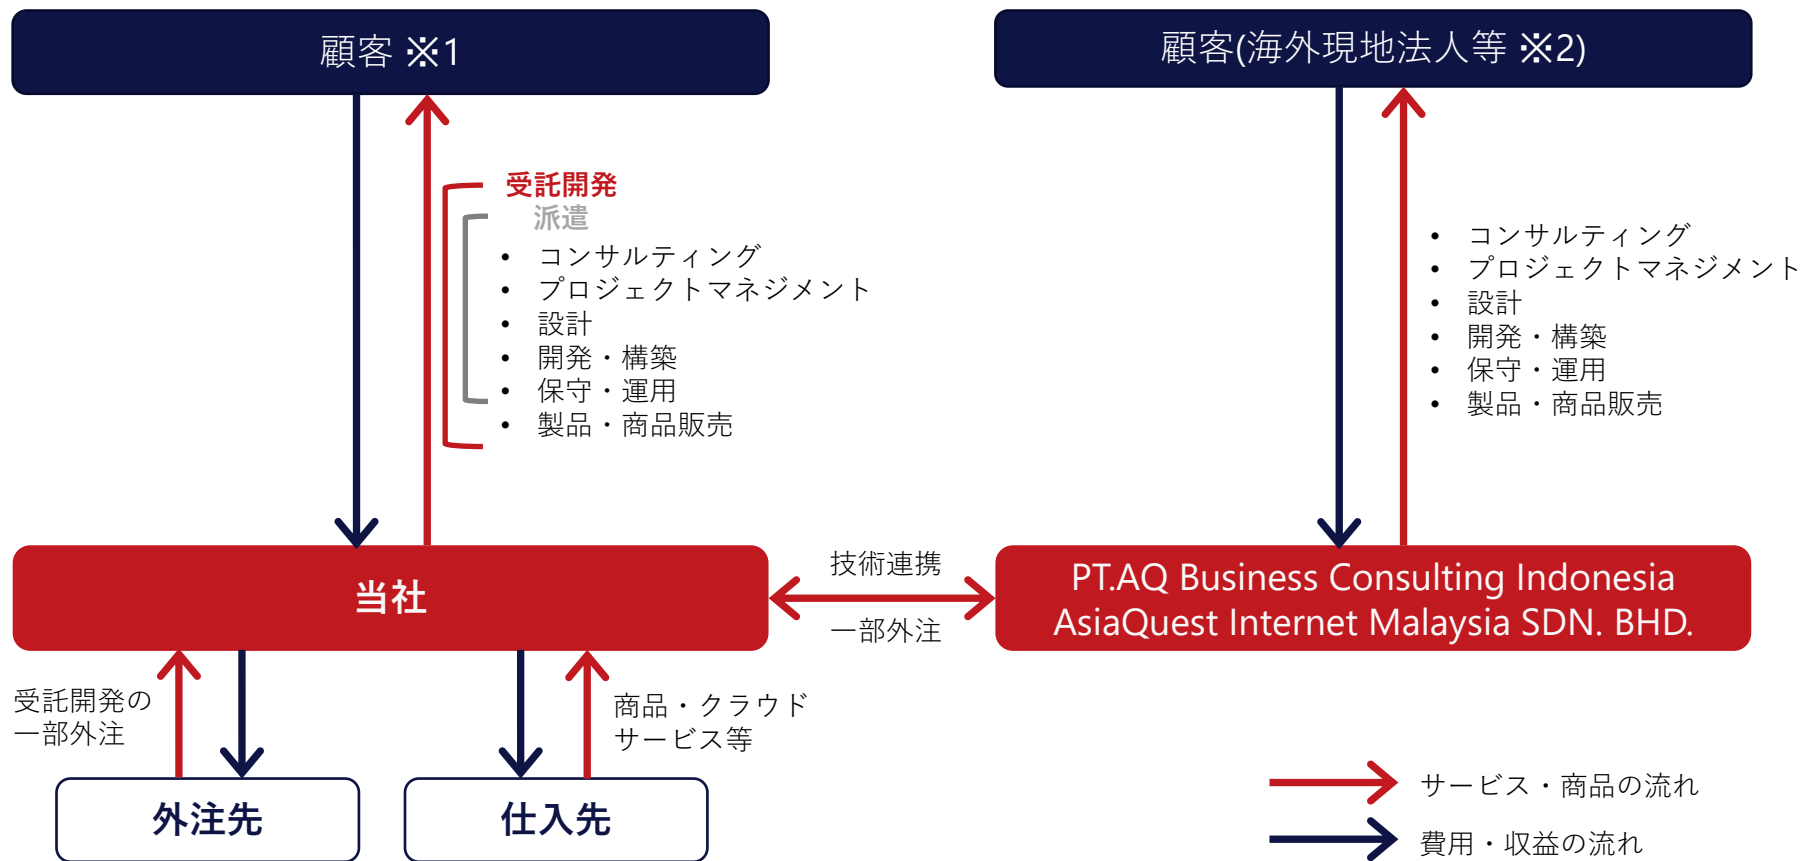 顧客 ※1
顧客(海外現地法人等 ※2)
受託開発
派遣
• コンサルティング
• プロジェクトマネジメント
• 設計
• 開発・構築
• 保守・運用
• 製品・商品販売
• コンサルティング
• プロジェクトマネジメント
• 設計
• 開発・構築
• 保守・運用
• 製品・商品販売
当社
技術連携
一部外注
PT.AQ Business Consulting Indonesia
AsiaQuest Internet Malaysia SDN. BHD.
受託開発の
一部外注
商品・クラウド
サービス等
外注先
仕入先
サービス・商品の流れ
費用・収益の流れ